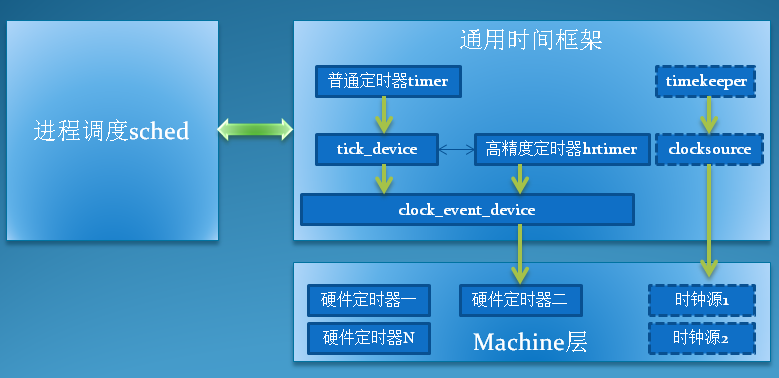 通用时间框架
普通定时器timer
timekeeper
进程调度sched
tick_device
高精度定时器hrtimer
clocksource
clock_event_device
硬件定时器一
硬件定时器二
时钟源1
硬件定时器N
Machine层
时钟源2